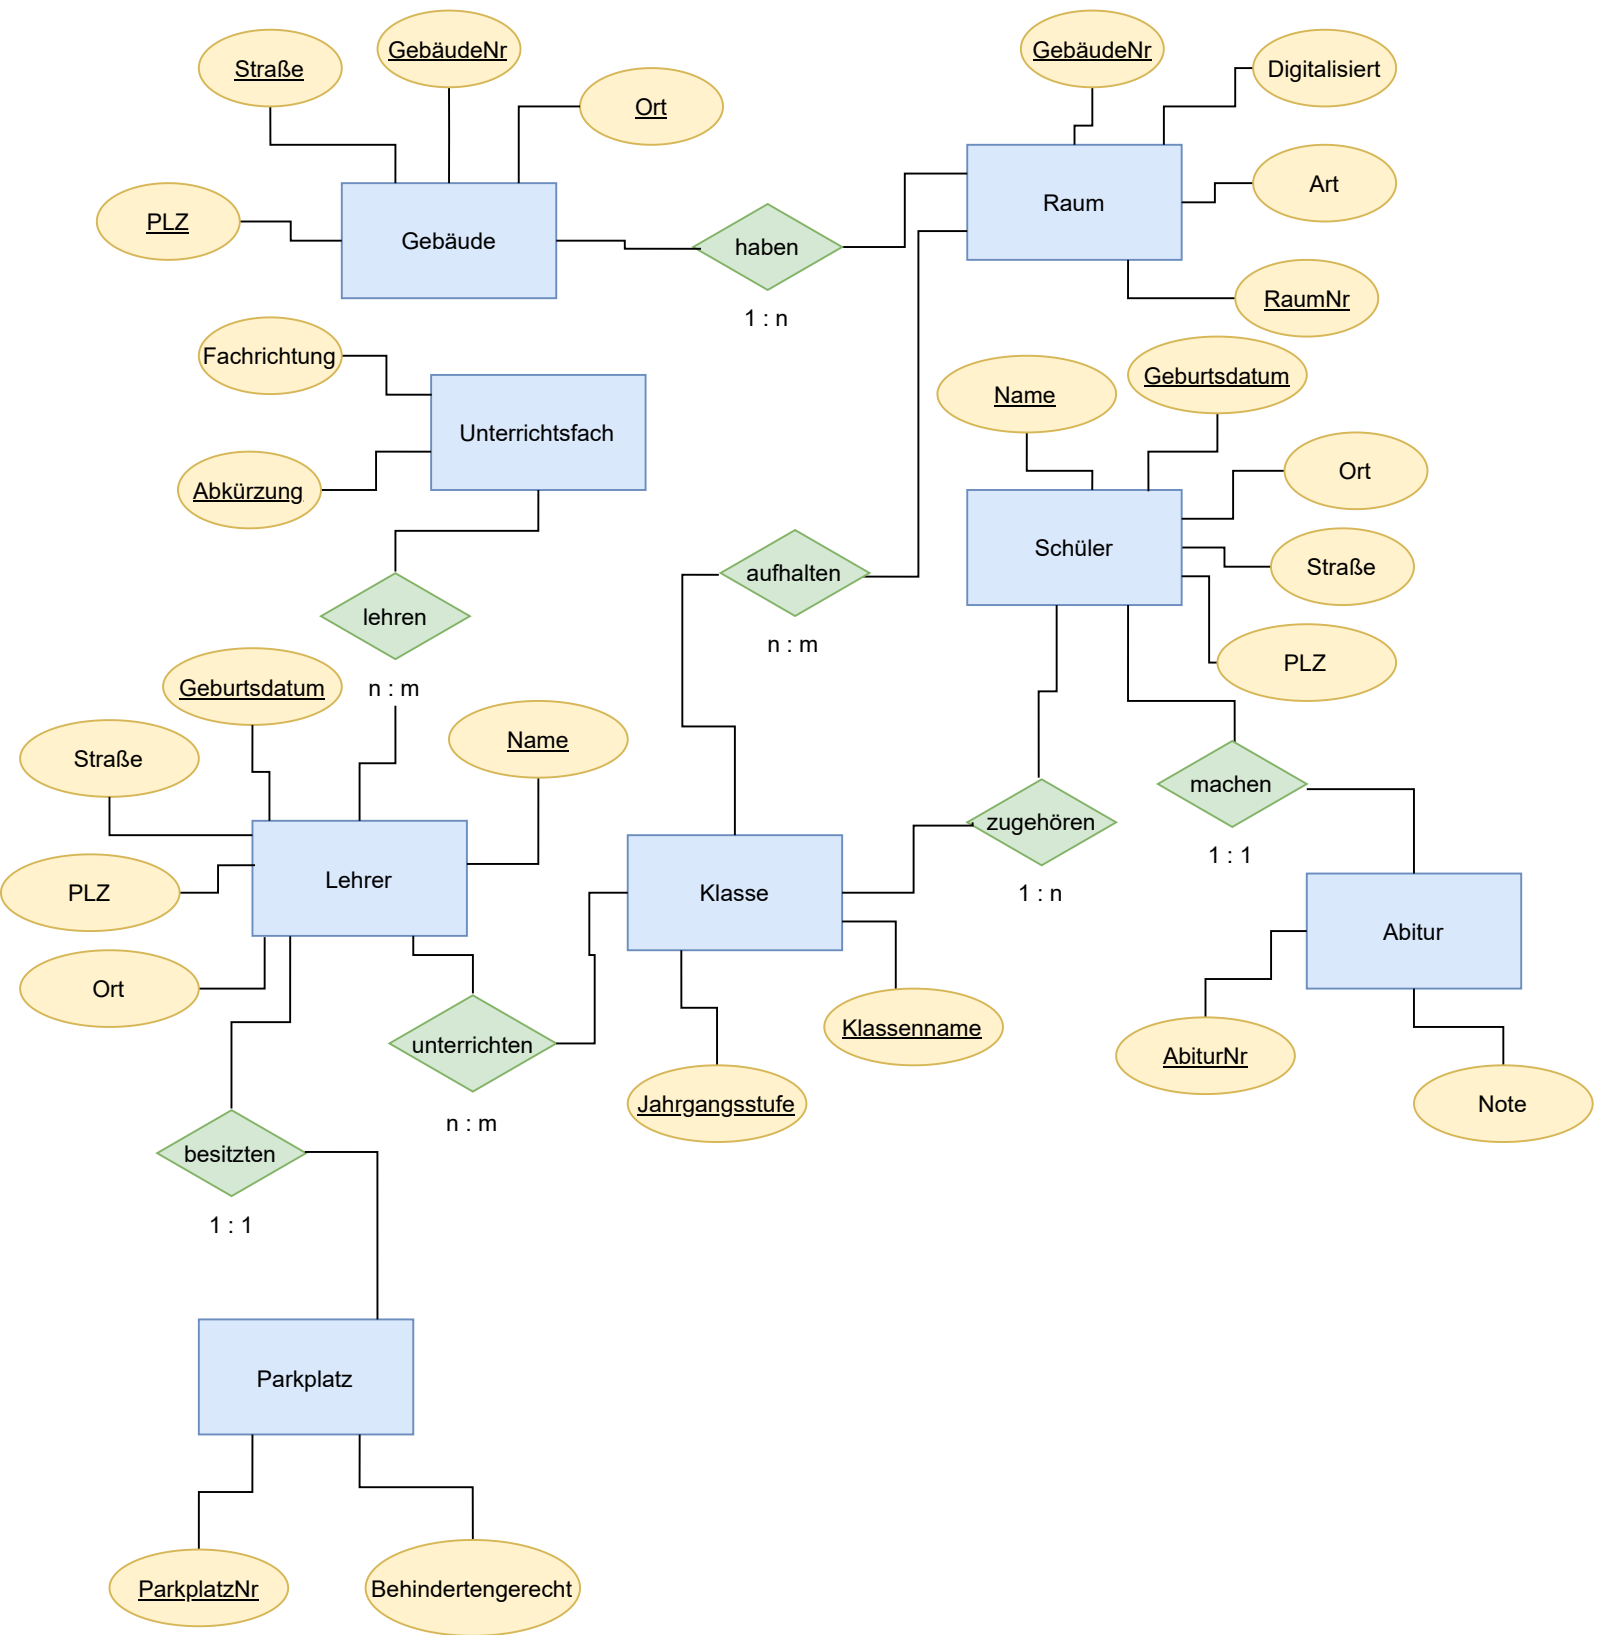 GebäudeNr
GebäudeNr
Straße
Digitalisiert
Ort
Art
Raum
PLZ
Gebäude
haben
RaumNr
1 : n
Fachrichtung
Geburtsdatum
Name
Unterrichtsfach
Ort
Abkürzung
Schüler
Straße
aufhalten
lehren
n : m
PLZ
Geburtsdatum
n : m
Name
Straße
machen
zugehören
1 : 1
Lehrer
PLZ
Klasse
1 : n
Abitur
Ort
Klassenname
unterrichten
AbiturNr
Jahrgangsstufe
Note
n : m
besitzten
1 : 1
Parkplatz
ParkplatzNr
Behindertengerecht